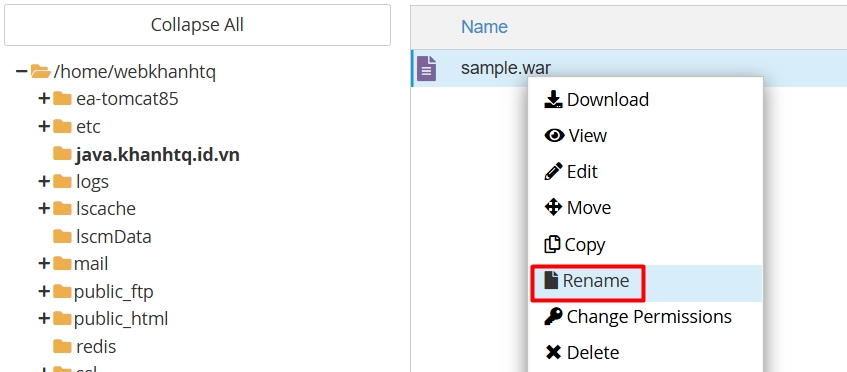 Collapse All
/home/webkhanhtq
ea-tomcat85
etc
java.khanhtq.id.vn
logs
lscache
lscmData
mail
public_ftp
public_html
redis
Name
sample.war
Download
View
Edit
Move
Copy
Rename
Change Permissions
Delete